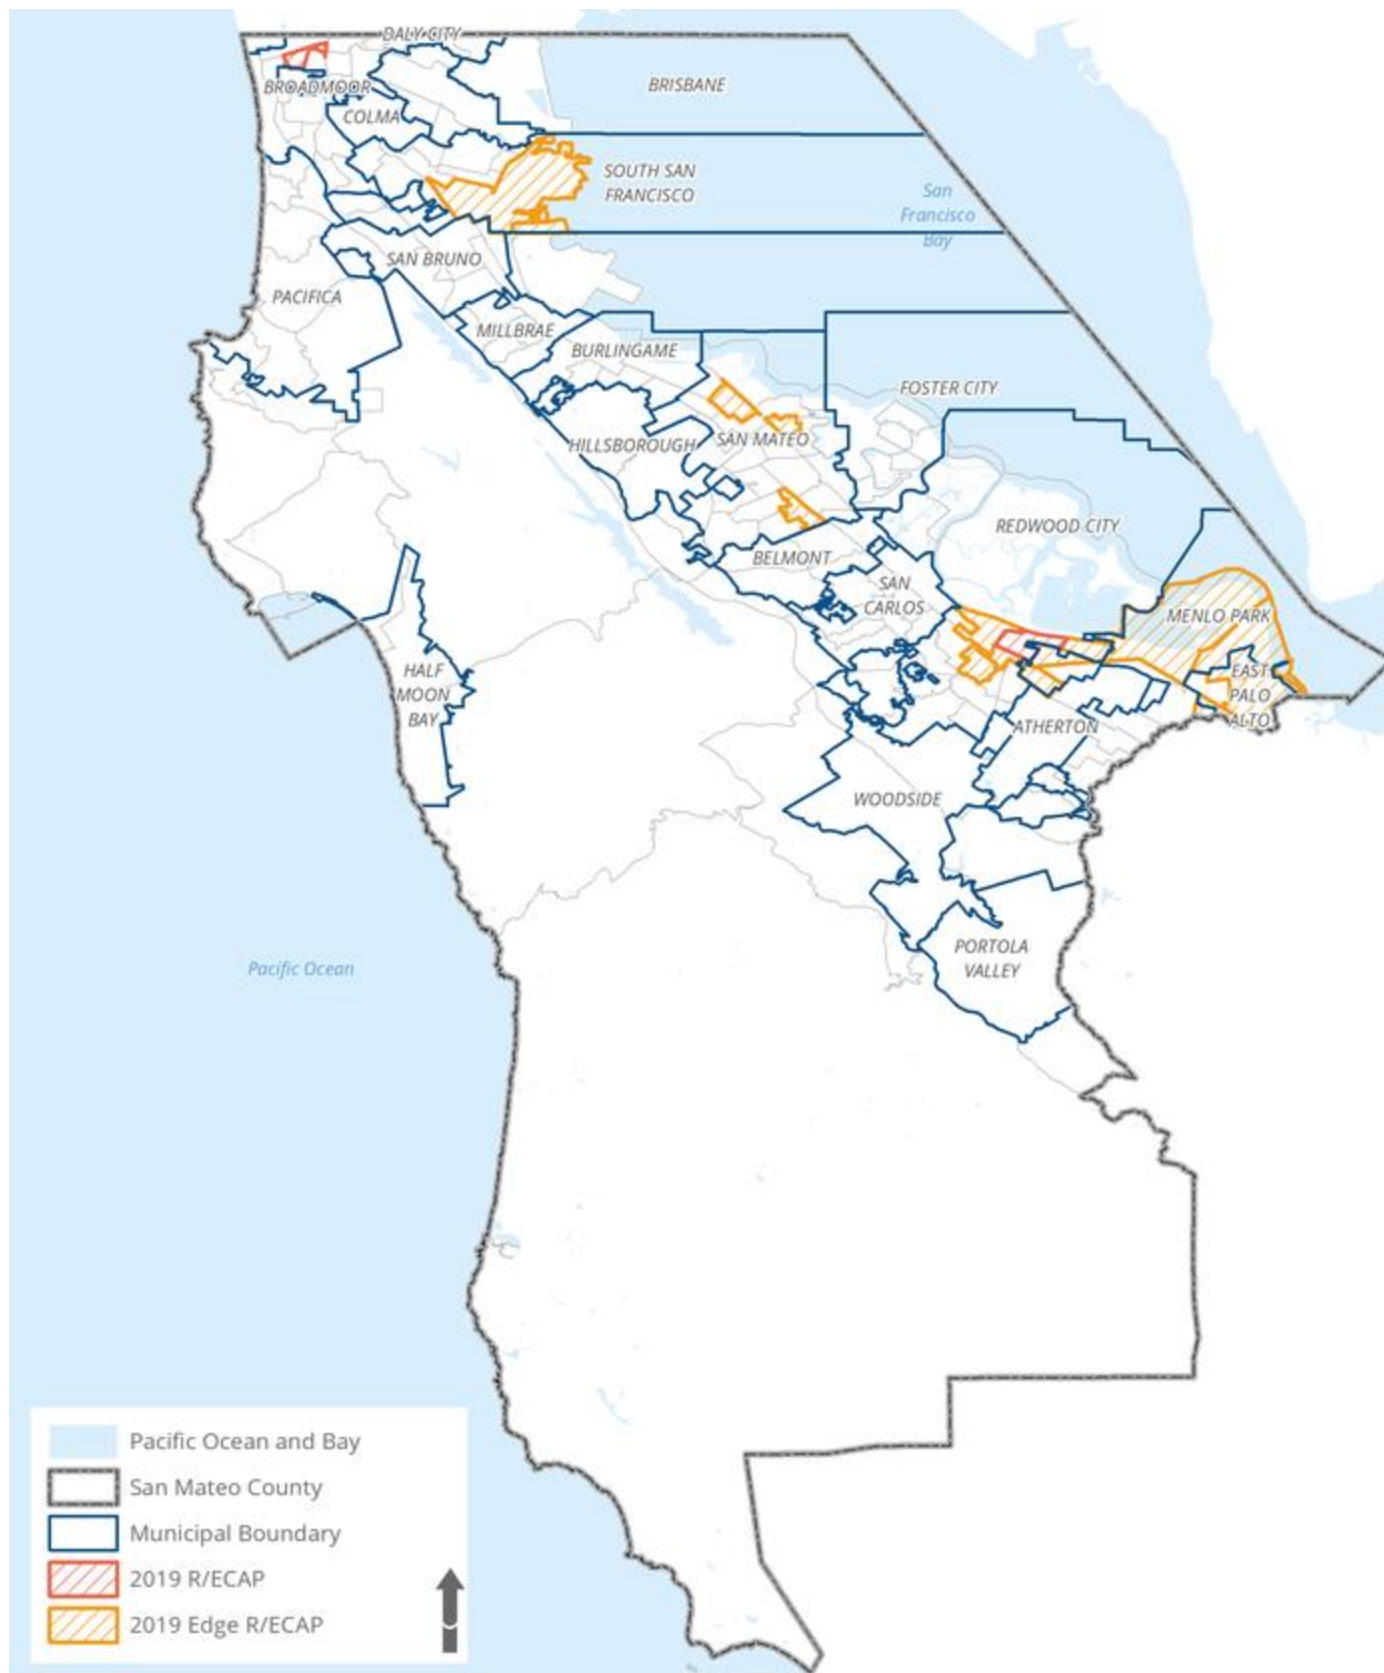 DALY CITY
BROADMOOR
BRISBANE
COLMA
SOUTH SAN
FRANCISCO
San
Francisco
Bay
SAN BRUNO
PACIFICA
MILLBRAE
BURLINGAME
FOSTER CITY
HILLSBOROUGH
SAN MATEO
REDWOOD CITY
BELMONT
SAN
CARLOS
MENLO PARK
HALF
MOON
BAY
EAST
PALO
ALTO
ATHERTON
WOODSIDE
PORTOLA
VALLEY
Pacific Ocean
Pacific Ocean and Bay
San Mateo County
Municipal Boundary
2019 R/ECAP
2019 Edge R/ECAP